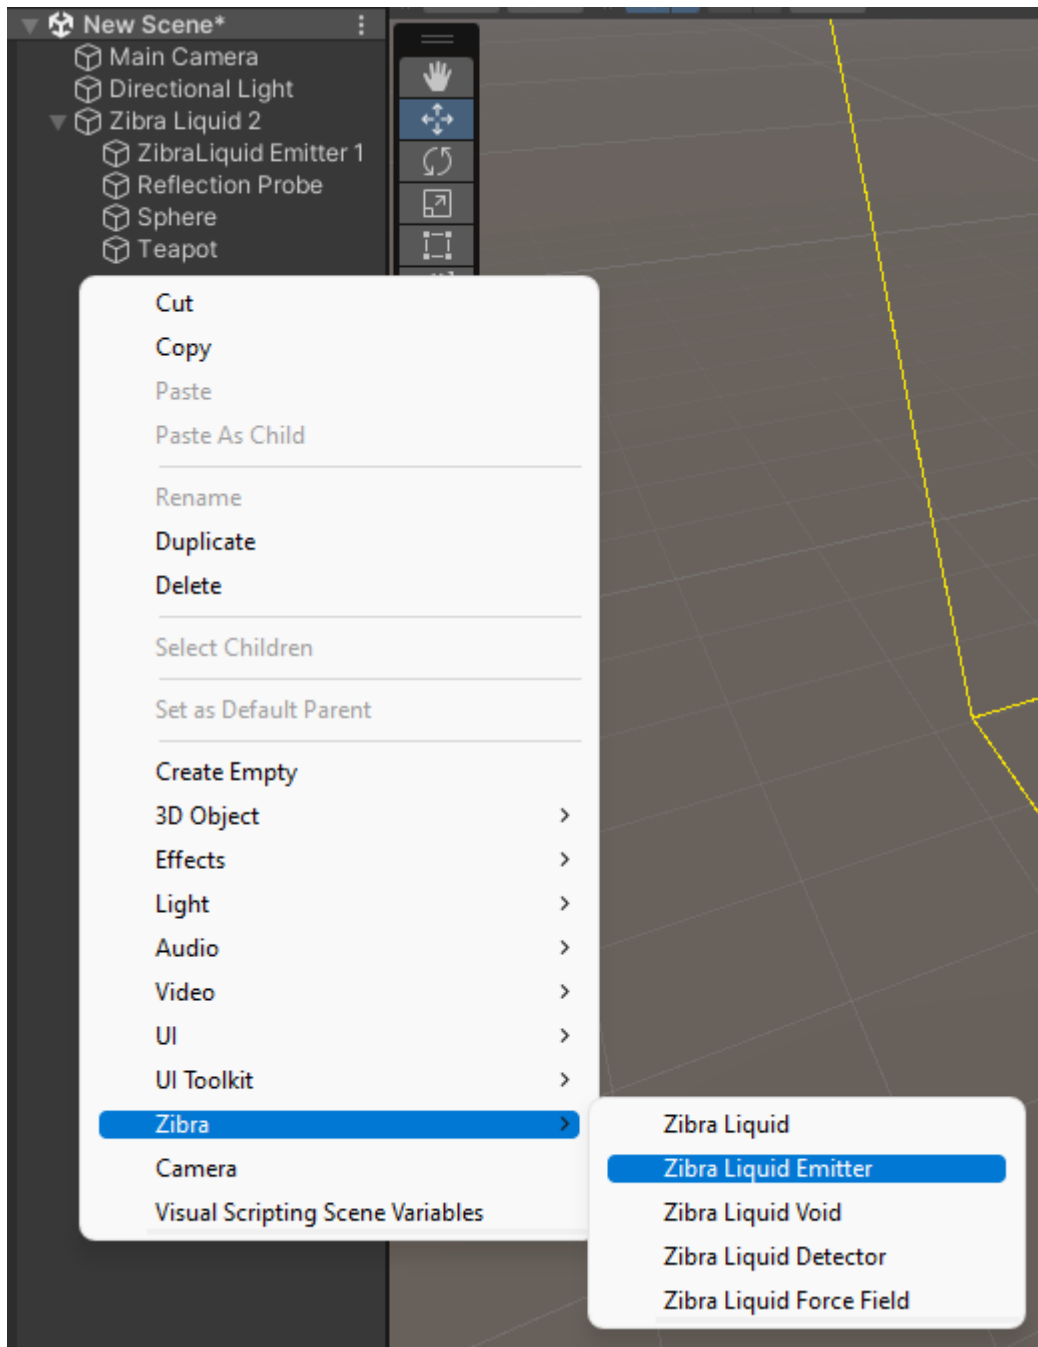 New Scene*
Main Camera
Directional Light
Zibra Liquid 2
ZibraLiquid Emitter 1
Reflection Probe
Sphere
Teapot
Cut
Copy
Paste
Paste As Child
Rename
Duplicate
Delete
Select Children
Set as Default Parent
Create Empty
3D Object
Effects
Light
Audio
Video
UI
UI Toolkit
Zibra
Camera
Visual Scripting Scene Variables
Zibra Liquid
Zibra Liquid Emitter
Zibra Liquid Void
Zibra Liquid Detector
Zibra Liquid Force Field